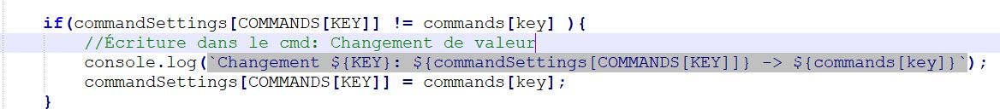 if(commandSettings[COMMANDS[KEY]] != commands[key] ){
//Écriture dans le cmd: Changement de valeur
console.log(`Changement ${KEY}: ${commandSettings[COMMANDS[KEY]]} -> ${commands[key]}`);
commandSettings[COMMANDS[KEY]] = commands[key];
}